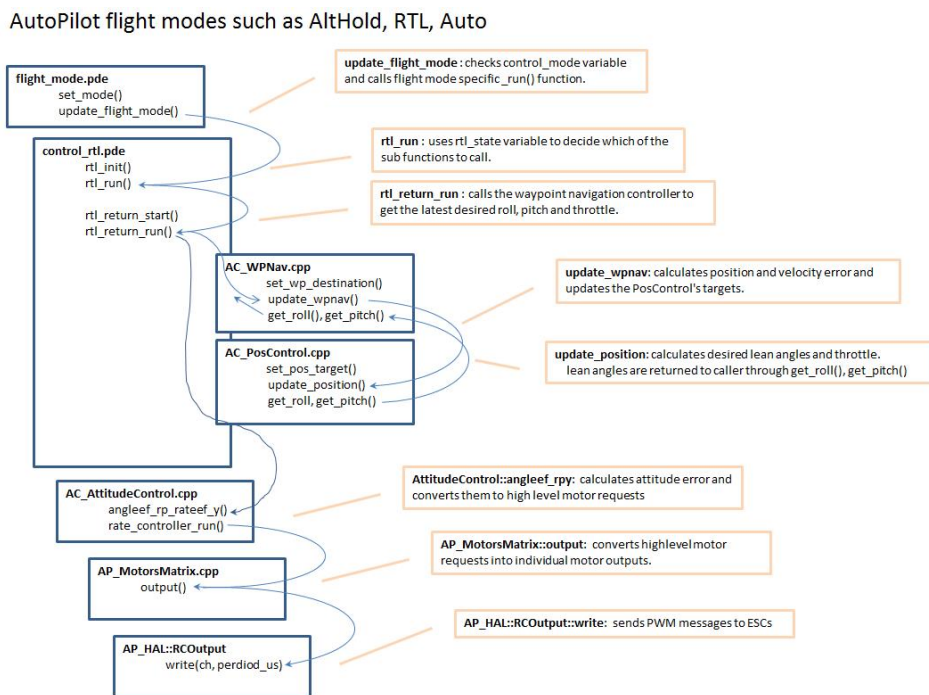 AutoPilot flight modes such as AltHold, RTL, Auto
flight_mode.pde
set_mode()
update_flight_mode()
update_flight_mode : checks control_mode variable
and calls flight mode specific_run() function.
control_rtl.pde
rtl_init()
rtl_run()
rtl_return_start()
rtl_return_run()
rtl_run : uses rtl_state variable to decide which of the
sub functions to call.
rtl_return_run : calls the waypoint navigation controller to
get the latest desired roll, pitch and throttle.
AC_WPNav.cpp
set_wp_destination()
update_wpnav()
get_roll(), get_pitch()
update_wpnav: calculates position and velocity error and
updates the PosControl's targets.
AC_PosControl.cpp
set_pos_target()
update_position()
get_roll, get_pitch()
update_position: calculates desired lean angles and throttle.
lean angles are returned to caller through get_roll(), get_pitch()
AC_AttitudeControl.cpp
angleef_rp_rateef_y()
rate_controller_run()
AttitudeControl::angleef_rpy: calculates attitude error and
converts them to high level motor requests
AP_MotorsMatrix.cpp
output()
AP_MotorsMatrix::output: converts highlevel motor
requests into individual motor outputs.
AP_HAL::RCOutput
write(ch, perdiod_us)
AP_HAL::RCOutput::write: sends PWM messages to ESCs